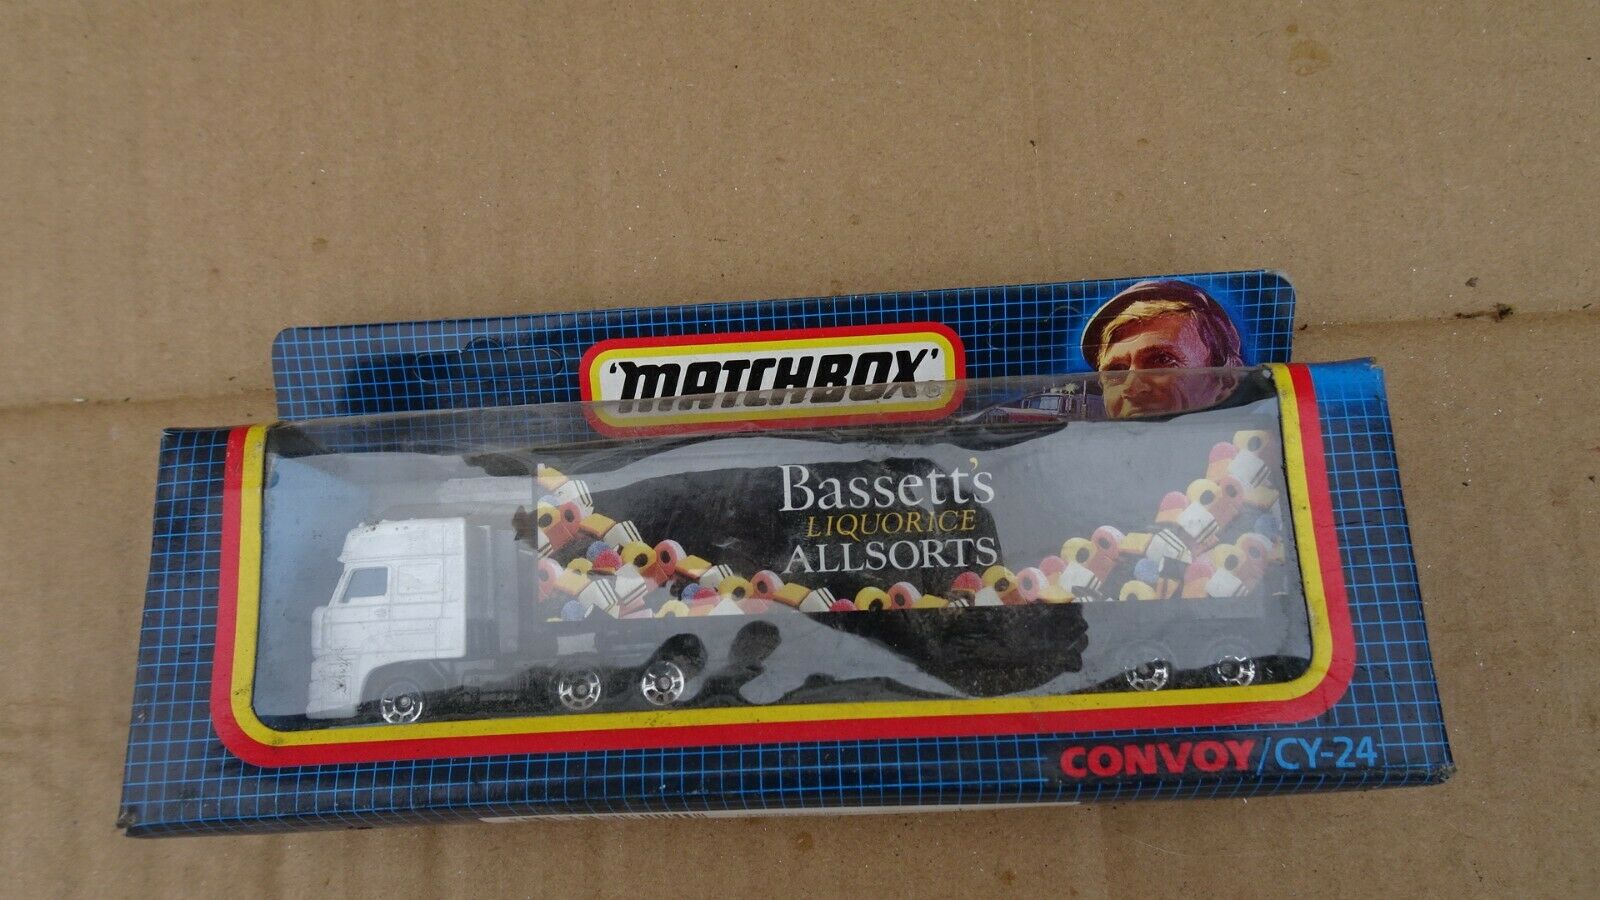 'MATCHBOX'
Bassett's
LIQUORICE
ALLSORTS
CONVOY/CY-24